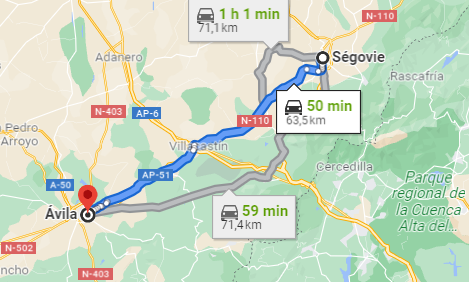 1 h 1 min
71,1 km
N-110
Ségovie
Adanero
Rascafria
N-403
AP-6
50 min
63,5 km
N-110
Pedro
Arroyo
Villacastín
Cercedilla
AP-51
A-50
Parque
regional de
la Cuenca
Alta del...
Ávila
59 min
71,4 km
N-502
N-403
ncho